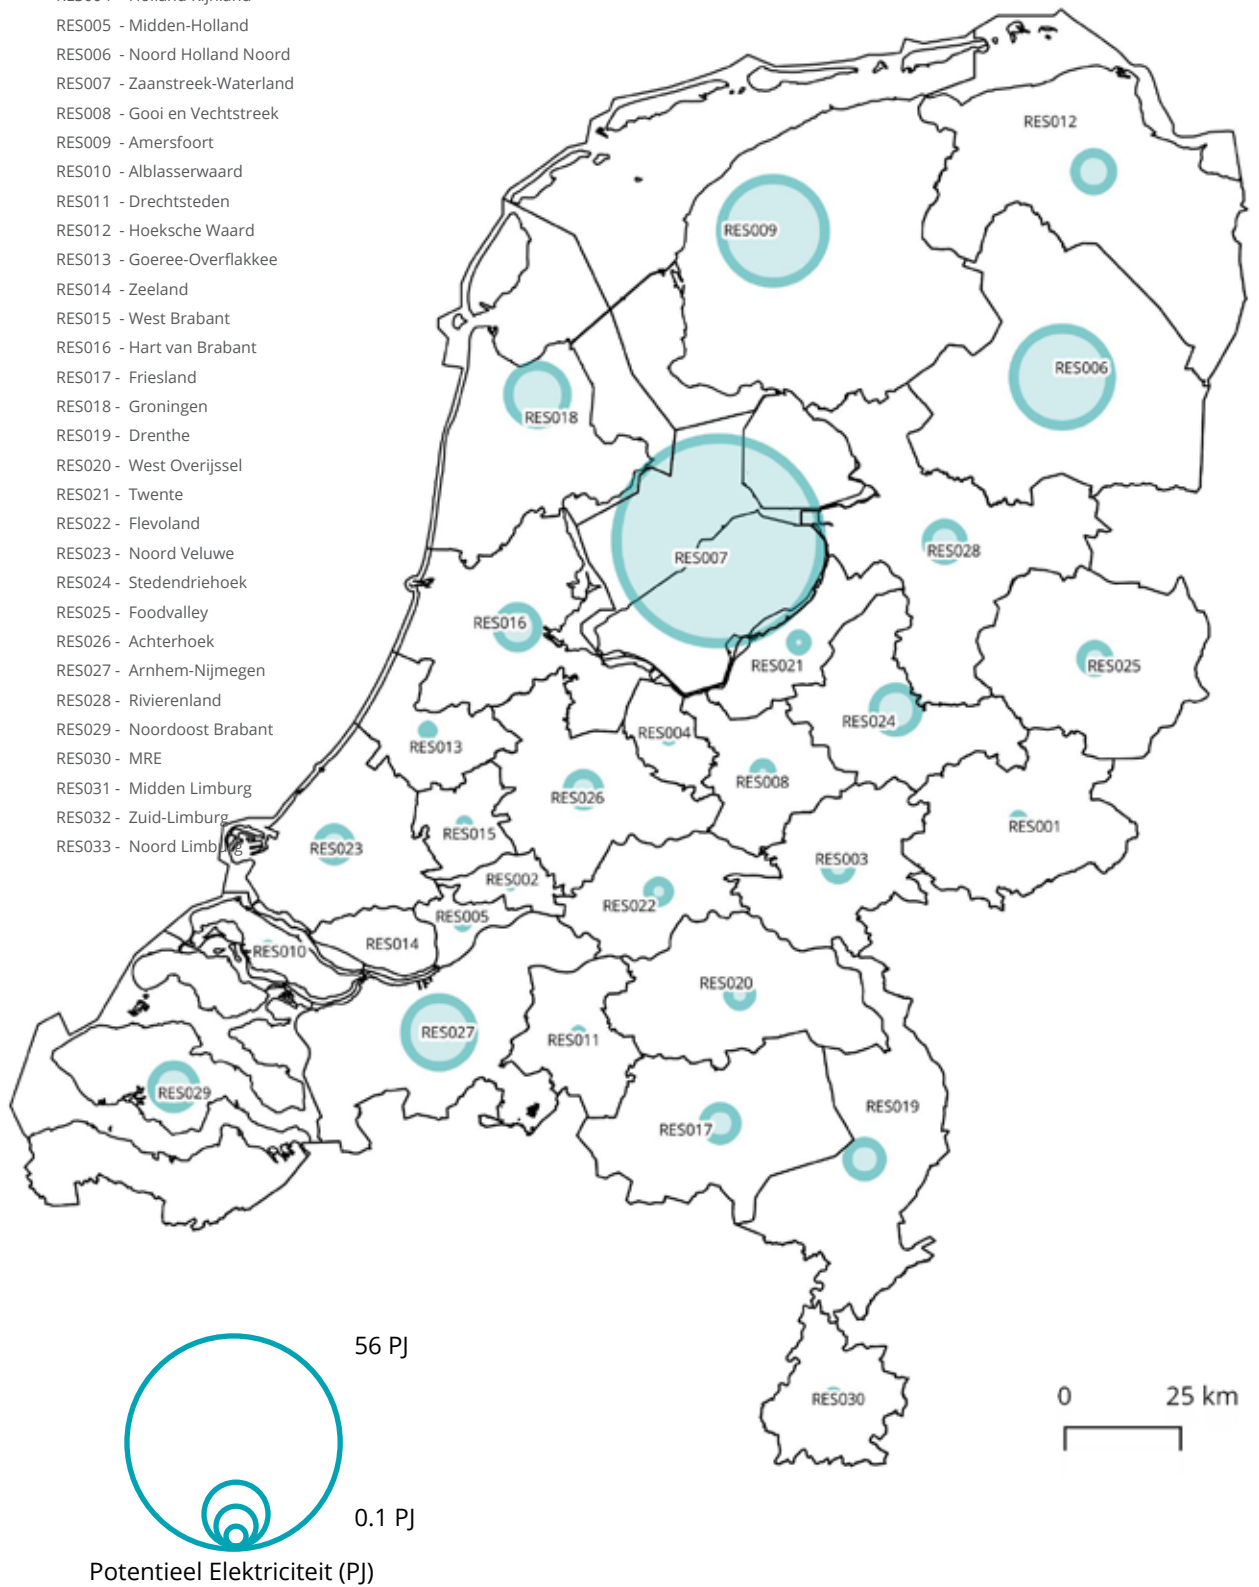 RES005 - Midden-Holland
RES006 - Noord Holland Noord
RES007 - Zaanstreek-Waterland
RES008 - Gooi en Vechtstreek
RES009 - Amersfoort
RES010 - Alblasserwaard
RES011 - Drechtsteden
RES012 - Hoeksche Waard
RES013 - Goeree-Overflakkee
RES014 - Zeeland
RES015 - West Brabant
RES016 - Hart van Brabant
RES017 - Friesland
RES018 - Groningen
RES019 - Drenthe
RES020 - West Overijssel
RES021 - Twente
RES022 - Flevoland
RES023 - Noord Veluwe
RES024 - Stedendriehoek
RES025 - Foodvalley
RES026 - Achterhoek
RES027 - Arnhem-Nijmegen
RES028 - Rivierenland
RES029 - Noordoost Brabant
RES030 - MRE
RES031 - Midden Limburg
RES032 - Zuid-Limburg
RES033 - Noord Limburg
RES012
RES009
RES006
RES018
RES007
RES028
RES016
RES021
RES025
RES024
RES004
RES013
RES008
RES026
RES001
RES015
RES023
RES003
RES002
RES022
RES005
RES014
RES010
RES020
RES027
RES011
RES029
RES019
RES017
RES030
56 PJ
0.1 PJ
Potentieel Elektriciteit (PJ)
0 25 km